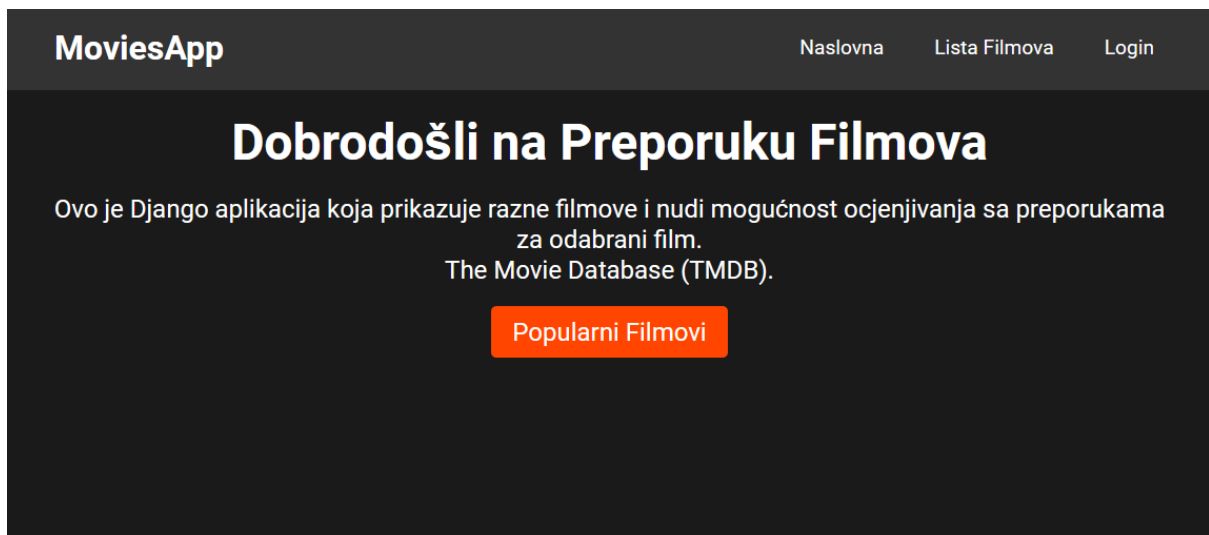 MoviesApp
Naslovna Lista Filmova Login
Dobrodošli na Preporuku Filmova
Ovo je Django aplikacija koja prikazuje razne filmove i nudi mogućnost ocjenjivanja sa preporukama
za odabrani film.
The Movie Database (TMDB).
Popularni Filmovi